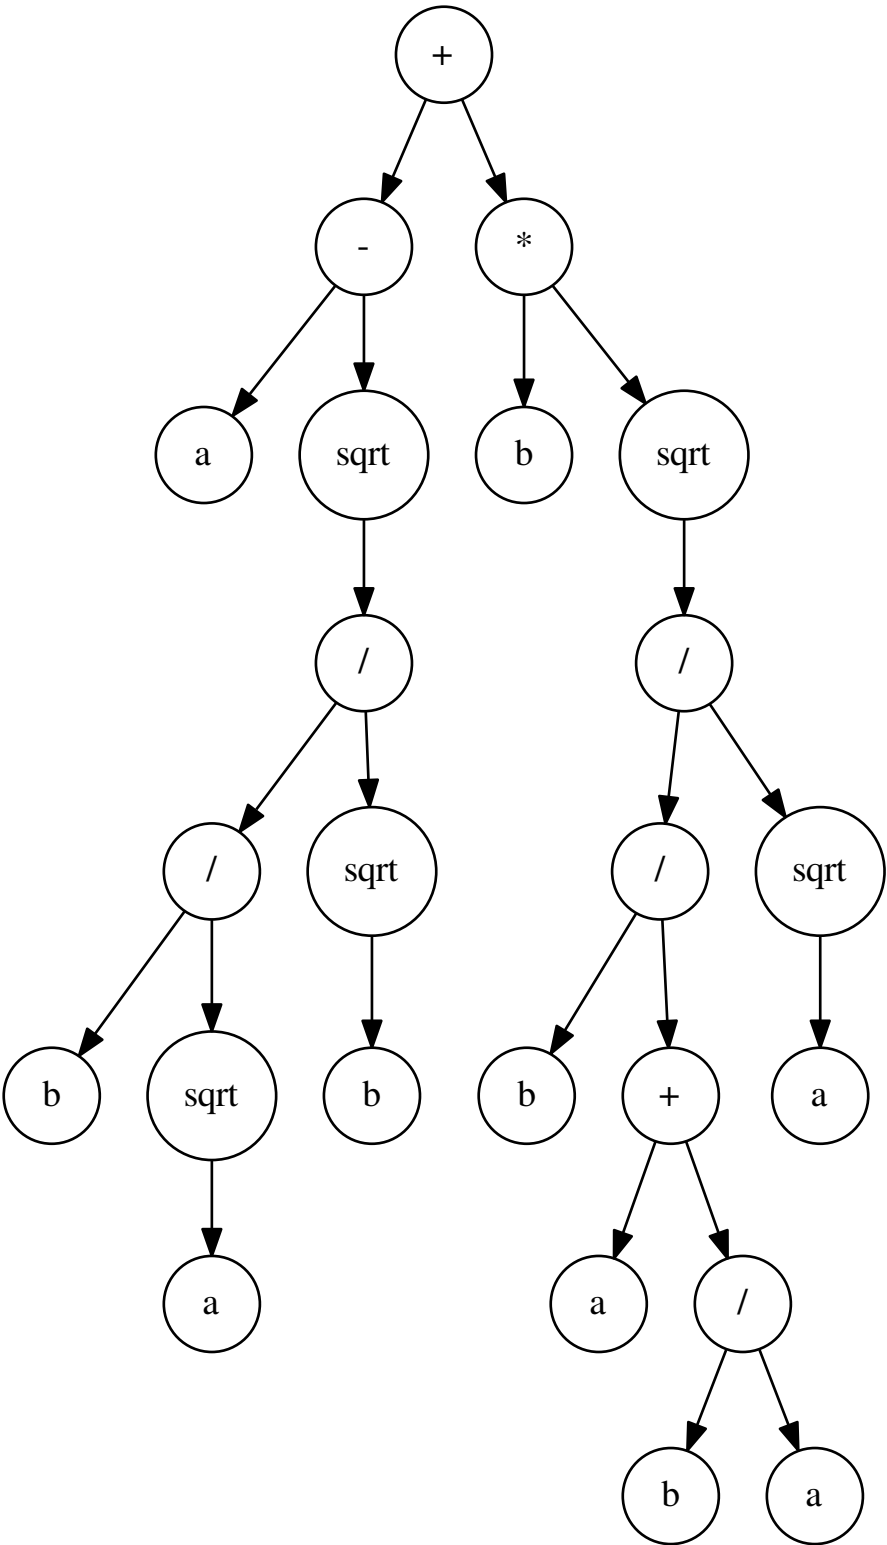 +
- *
a sqrt b sqrt
/ /
/ sqrt / sqrt
b sqrt b b + a
a a /
b a